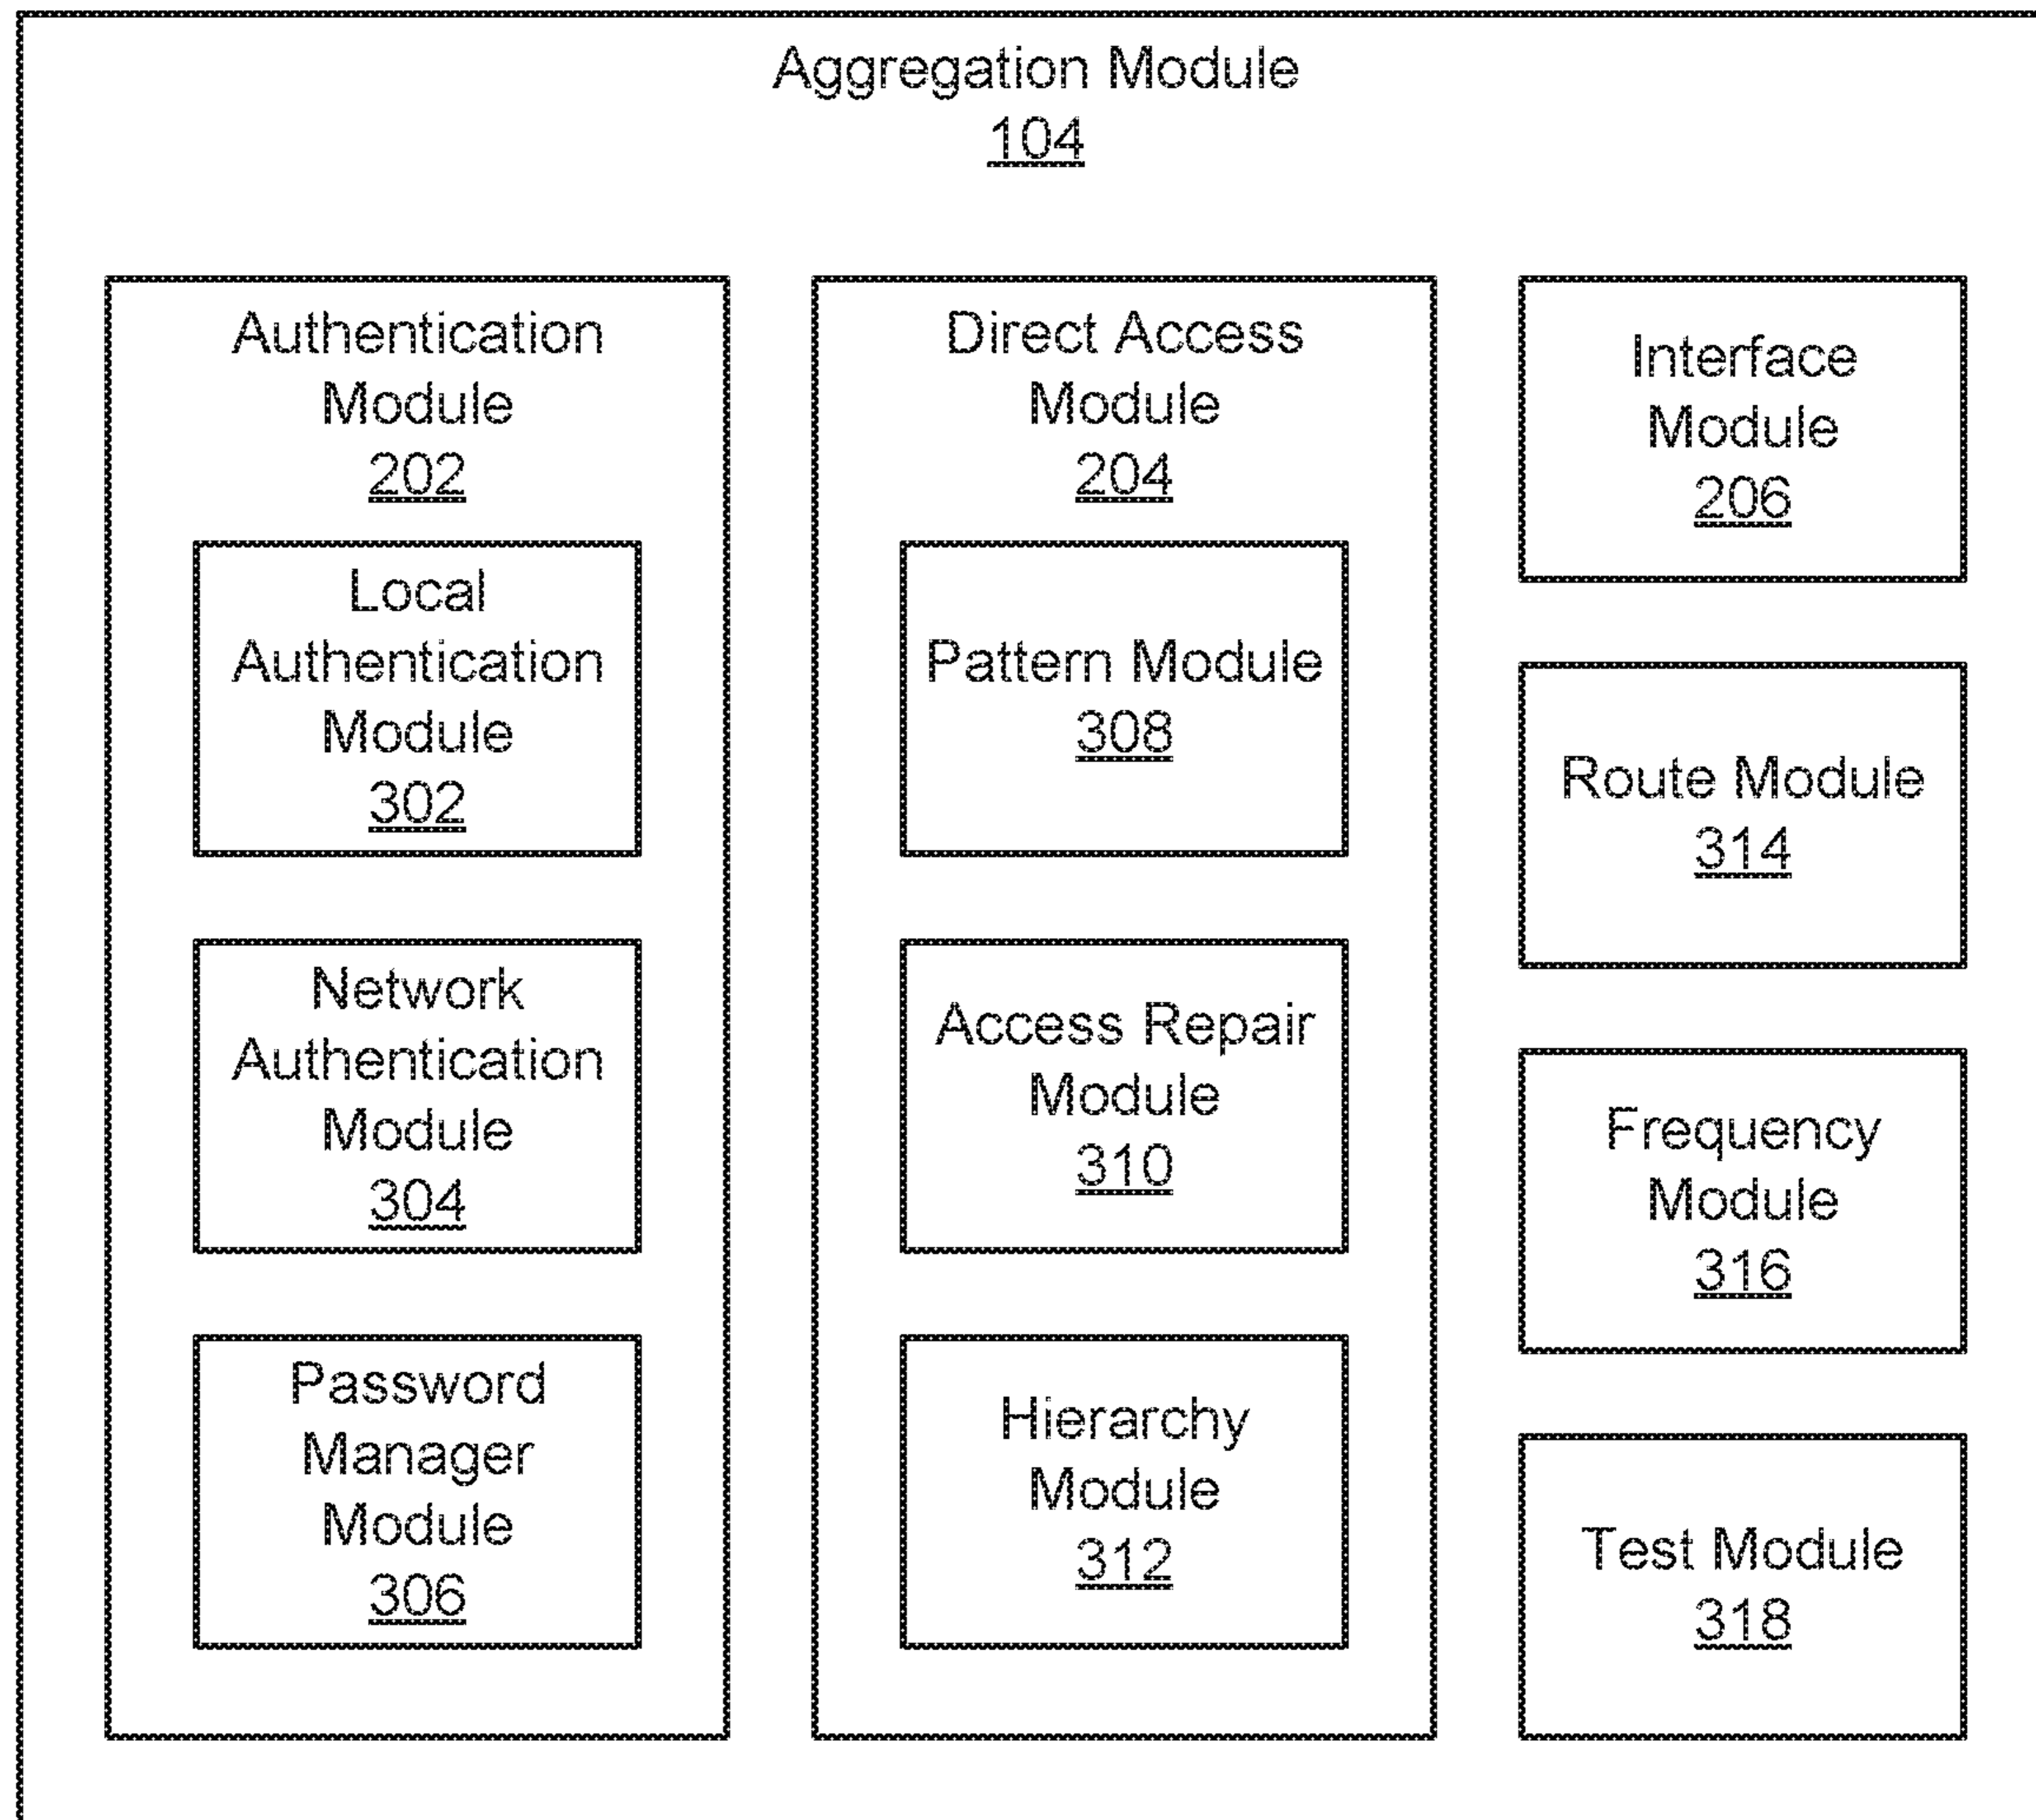 Aggregation Module
104
Authentication
Module
202
Local
Authentication
Module
302
Network
Authentication
Module
304
Password
Manager
Module
306
Direct Access
Module
204
Pattern Module
308
Access Repair
Module
310
Hierarchy
Module
312
Interface
Module
206
Route Module
314
Frequency
Module
316
Test Module
318